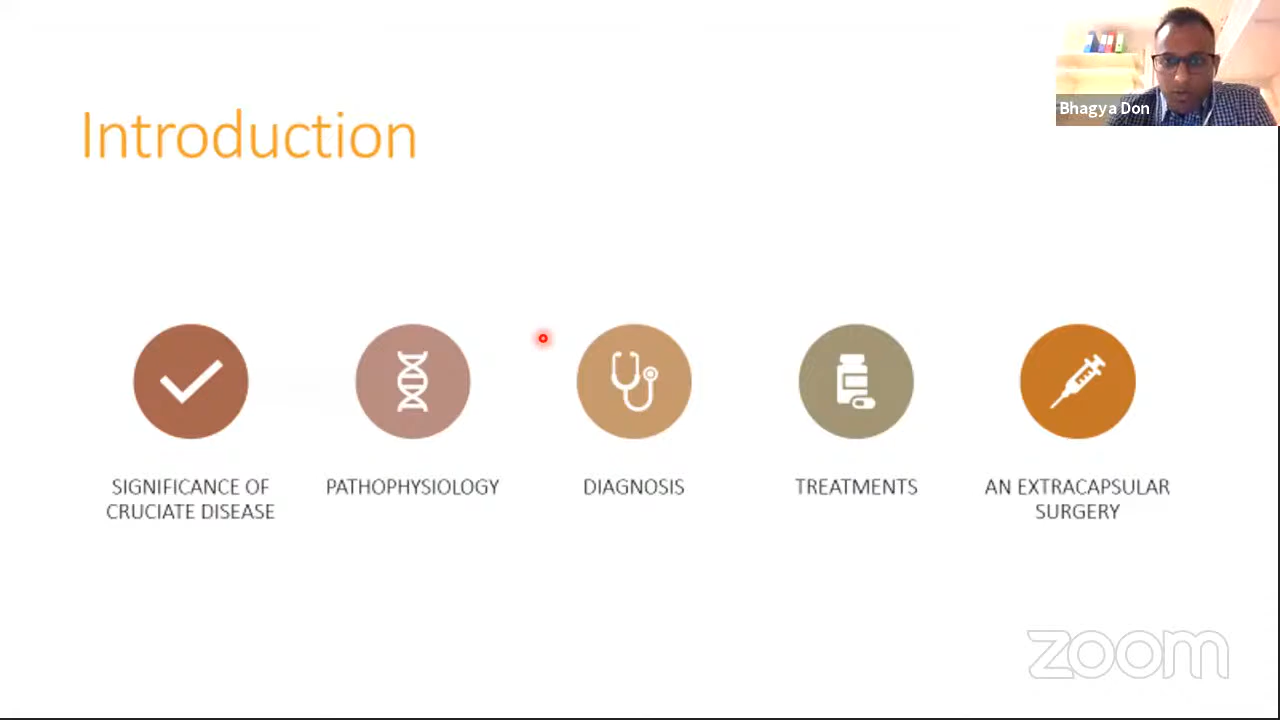 Bhagya Don
Introduction
SIGNIFICANCE OF
CRUCIATE DISEASE
PATHOPHYSIOLOGY
DIAGNOSIS
TREATMENTS
AN EXTRACAPSULAR
SURGERY
zoom